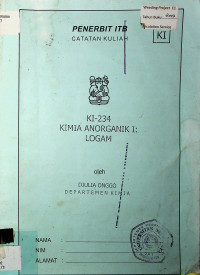 PENERBIT ITB
CATATAN KULIAH
KI
KI-234
KIMIA ANORGANIK I:
LOGAM
oleh
DJULIA ONGGO
DEPARTEMEN KIMIA
NAMA :
NIM :
ALAMAT :